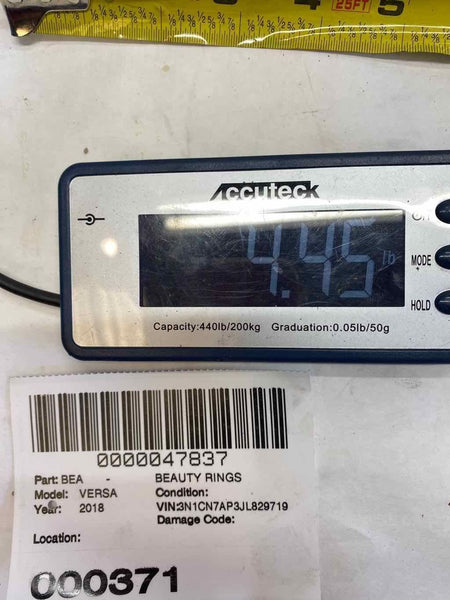 25FT 5
Accuteck
4.45 lb
MODE
HOLD
Capacity:440lb/200kg Graduation:0.05lb/50g
0000047837
Part: BEA - BEAUTY RINGS
Model: VERSA Condition:
Year: 2018 VIN:3N1CN7AP3JL829719
Damage Code:
Location:
000371